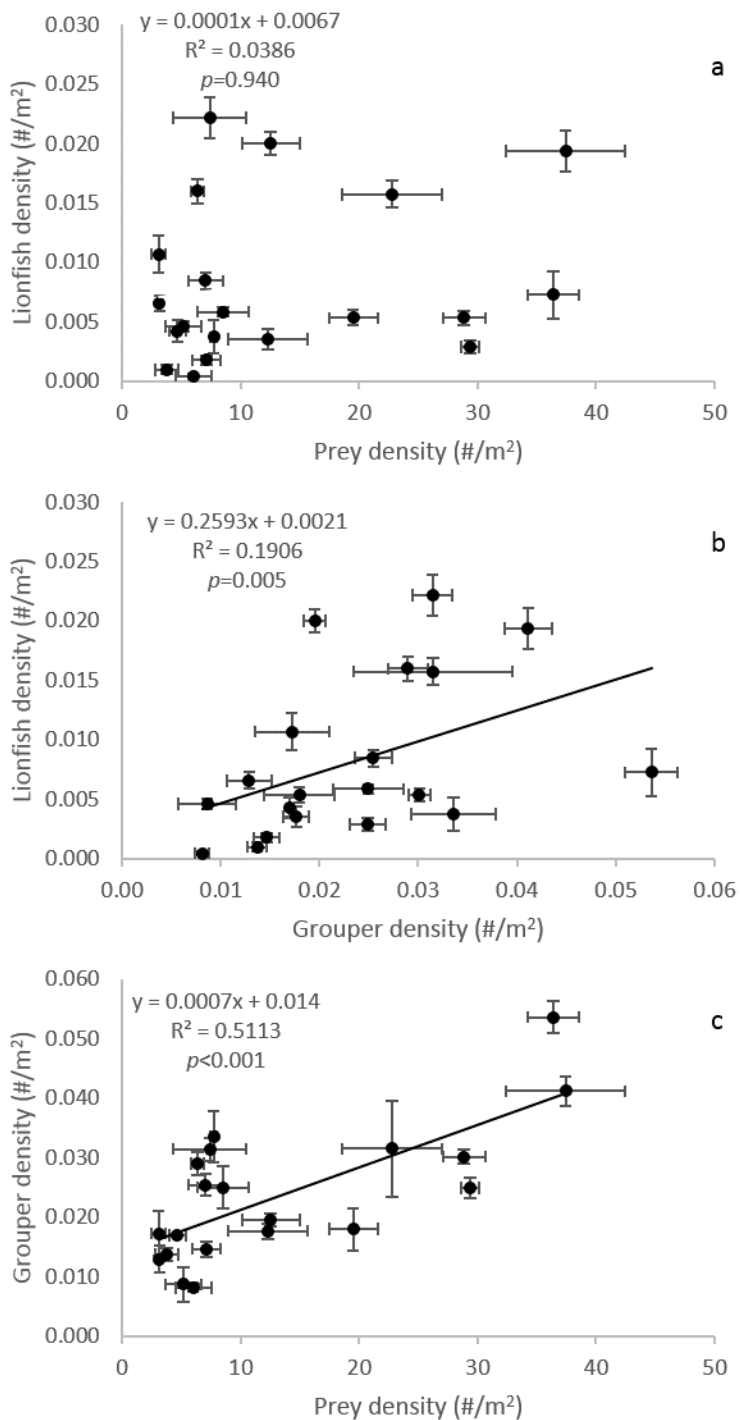 y = 0.0001x + 0.0067
R² = 0.0386
p=0.940
a
Lionfish density (#/m²)
0.030
0.025
0.020
0.015
0.010
0.005
0.000
0 10 20 30 40 50
Prey density (#/m²)
y = 0.2593x + 0.0021
R² = 0.1906
p=0.005
b
Lionfish density (#/m²)
0.030
0.025
0.020
0.015
0.010
0.005
0.000
0.00 0.01 0.02 0.03 0.04 0.05 0.06
Grouper density (#/m²)
y = 0.0007x + 0.014
R² = 0.5113
p<0.001
c
Grouper density (#/m²)
0.060
0.050
0.040
0.030
0.020
0.010
0.000
0 10 20 30 40 50
Prey density (#/m²)